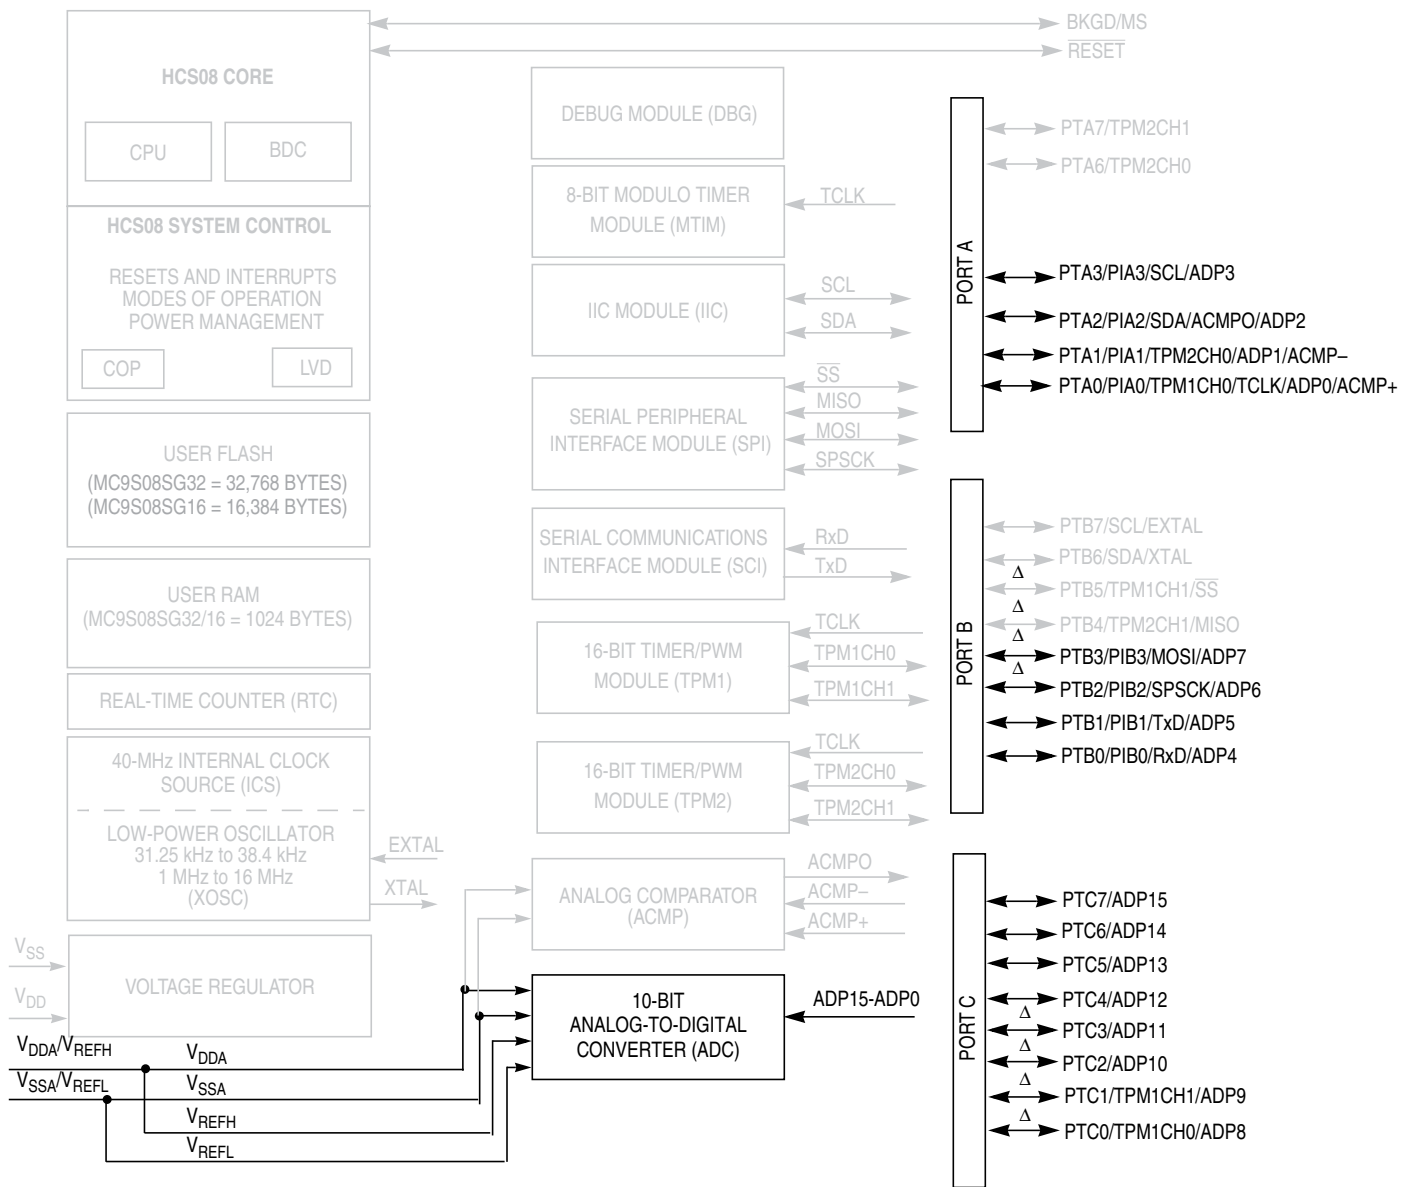 BKGD/MS
RESET
HCS08 CORE
CPU
BDC
HCS08 SYSTEM CONTROL
RESETS AND INTERRUPTS
MODES OF OPERATION
POWER MANAGEMENT
COP
LVD
USER FLASH
(MC9S08SG32 = 32,768 BYTES)
(MC9S08SG16 = 16,384 BYTES)
USER RAM
(MC9S08SG32/16 = 1024 BYTES)
REAL-TIME COUNTER (RTC)
40-MHz INTERNAL CLOCK
SOURCE (ICS)
LOW-POWER OSCILLATOR
31.25 kHz to 38.4 kHz
1 MHz to 16 MHz
(XOSC)
EXTAL
XTAL
VSS
VDD
VOLTAGE REGULATOR
VDDA/VREFH
VSSA/VREFL
VDDA
VSSA
VREFH
VREFL
DEBUG MODULE (DBG)
8-BIT MODULO TIMER
MODULE (MTIM)
TCLK
IIC MODULE (IIC)
SCL
SDA
SERIAL PERIPHERAL
INTERFACE MODULE (SPI)
SS
MISO
MOSI
SPSCK
SERIAL COMMUNICATIONS
INTERFACE MODULE (SCI)
RxD
TxD
16-BIT TIMER/PWM
MODULE (TPM1)
TCLK
TPM1CH0
TPM1CH1
16-BIT TIMER/PWM
MODULE (TPM2)
TCLK
TPM2CH0
TPM2CH1
ANALOG COMPARATOR
(ACMP)
ACMPO
ACMP–
ACMP+
10-BIT
ANALOG-TO-DIGITAL
CONVERTER (ADC)
ADP15-ADP0
PORT A
PTA7/TPM2CH1
PTA6/TPM2CH0
PTA3/PIA3/SCL/ADP3
PTA2/PIA2/SDA/ACMPO/ADP2
PTA1/PIA1/TPM2CH0/ADP1/ACMP–
PTA0/PIA0/TPM1CH0/TCLK/ADP0/ACMP+
PORT B
PTB7/SCL/EXTAL
PTB6/SDA/XTAL
Δ
PTB5/TPM1CH1/SS
Δ
PTB4/TPM2CH1/MISO
Δ
PTB3/PIB3/MOSI/ADP7
Δ
PTB2/PIB2/SPSCK/ADP6
PTB1/PIB1/TxD/ADP5
PTB0/PIB0/RxD/ADP4
PORT C
PTC7/ADP15
PTC6/ADP14
PTC5/ADP13
PTC4/ADP12
Δ
PTC3/ADP11
Δ
PTC2/ADP10
Δ
PTC1/TPM1CH1/ADP9
Δ
PTC0/TPM1CH0/ADP8